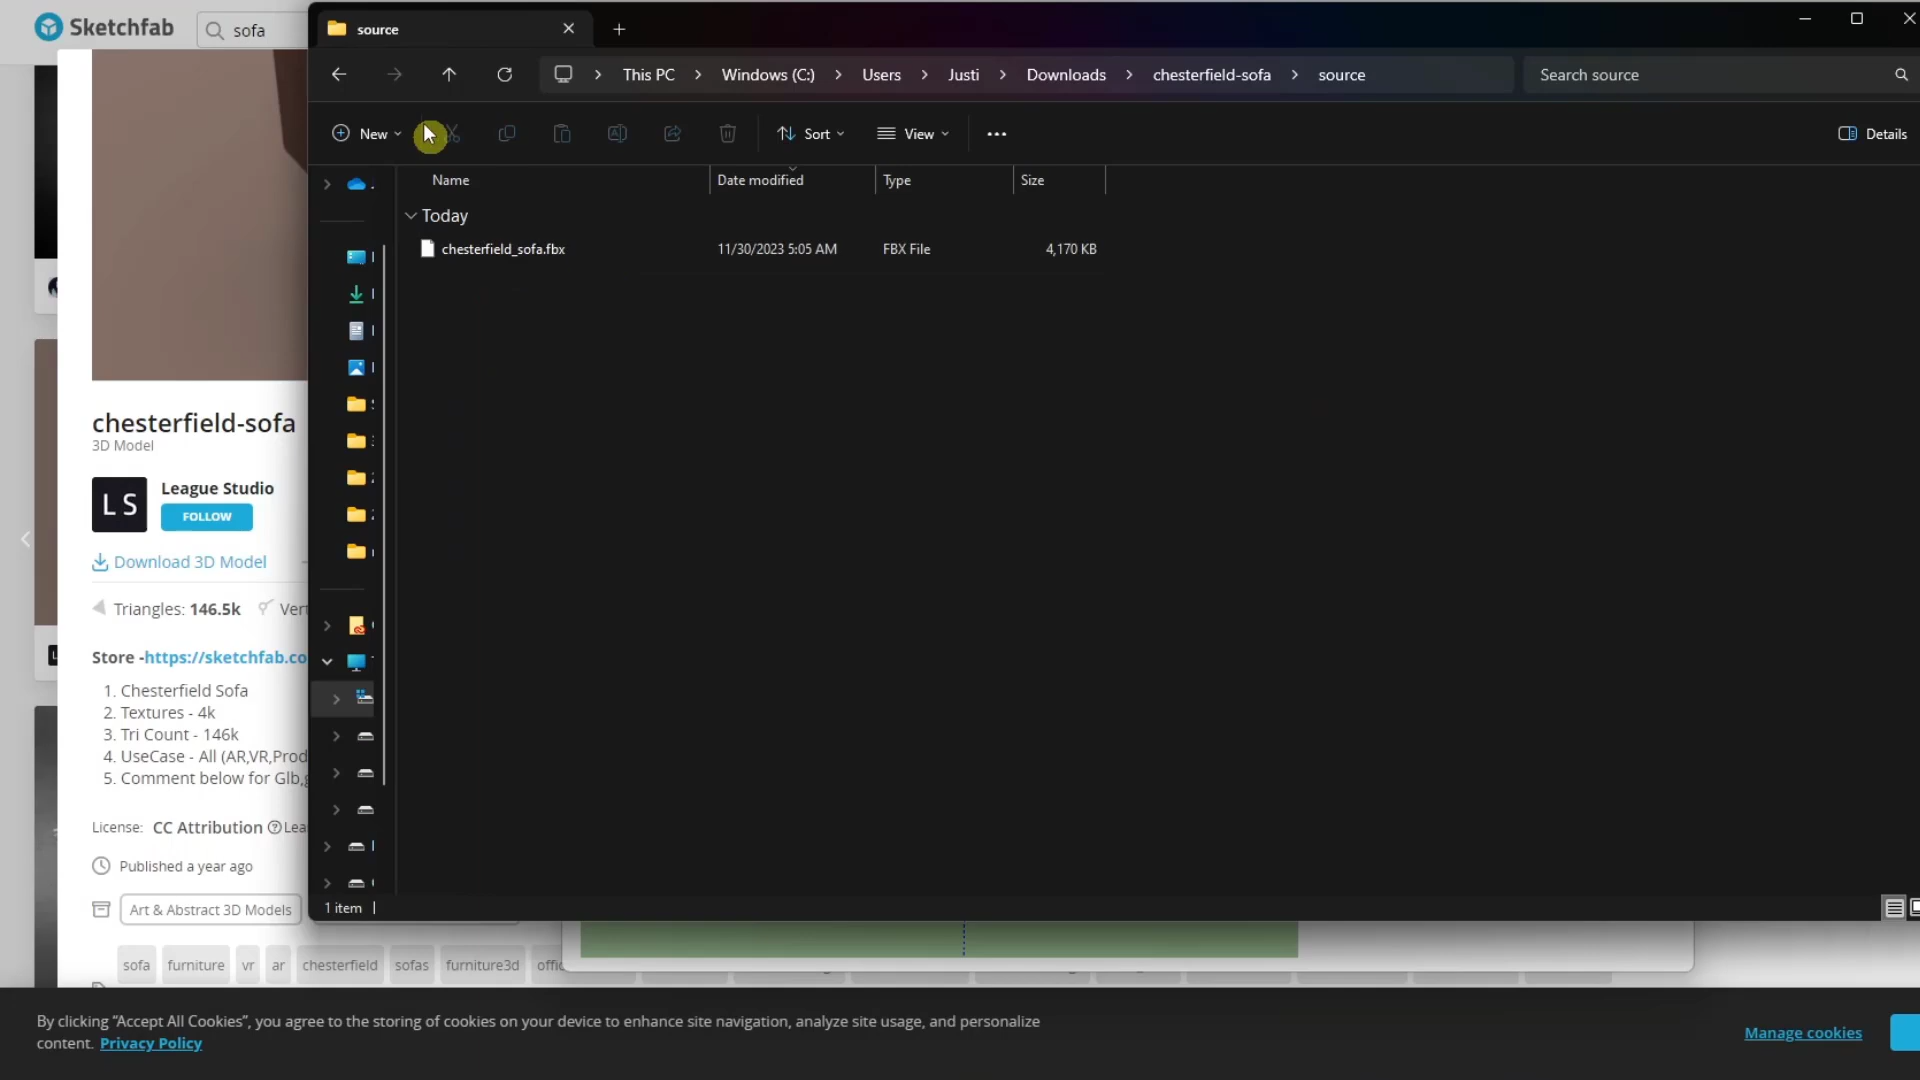 Sketchfab
sofa
source
This PC > Windows (C:) > Users > Justi > Downloads > chesterfield-sofa > source
Search source
New
Sort
View
Details
Name
Date modified
Type
Size
Today
chesterfield_sofa.fbx
11/30/2023 5:05 AM
FBX File
4,170 KB
1 item
chesterfield-sofa
3D Model
LS
League Studio
FOLLOW
Download 3D Model
Triangles: 146.5k
Vert
Store -https://sketchfab.co
1. Chesterfield Sofa
2. Textures - 4k
3. Tri Count - 146k
4. UseCase - All (AR,VR,Prod
5. Comment below for Glb,g
License: CC Attribution
Lea
Published a year ago
Art & Abstract 3D Models
sofa
furniture
vr
ar
chesterfield
sofas
furniture3d
offic
By clicking “Accept All Cookies”, you agree to the storing of cookies on your device to enhance site navigation, analyze site usage, and personalize
content. Privacy Policy
Manage cookies